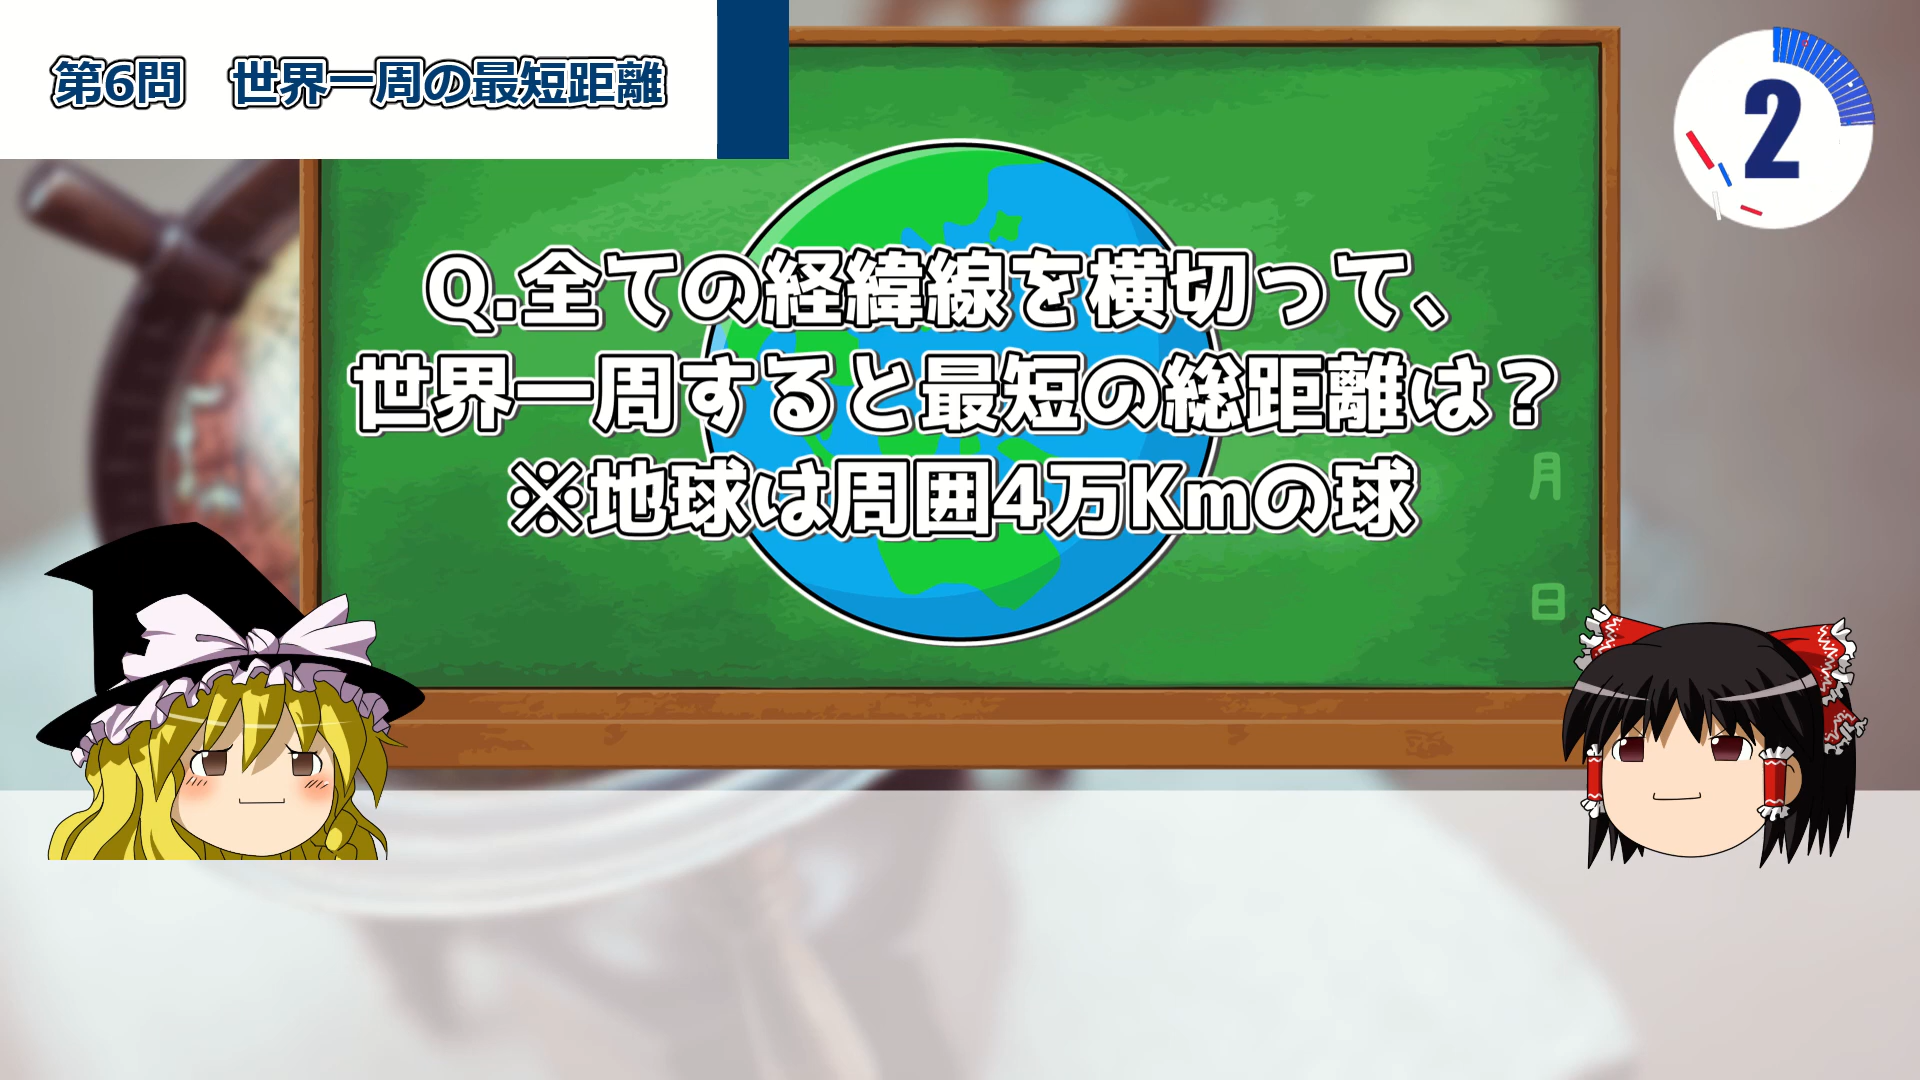 第6問　世界一周の最短距離
2
Q.全ての経緯線を横切って、
世界一周すると最短の総距離は？
※地球は周囲4万Kmの球
月
日